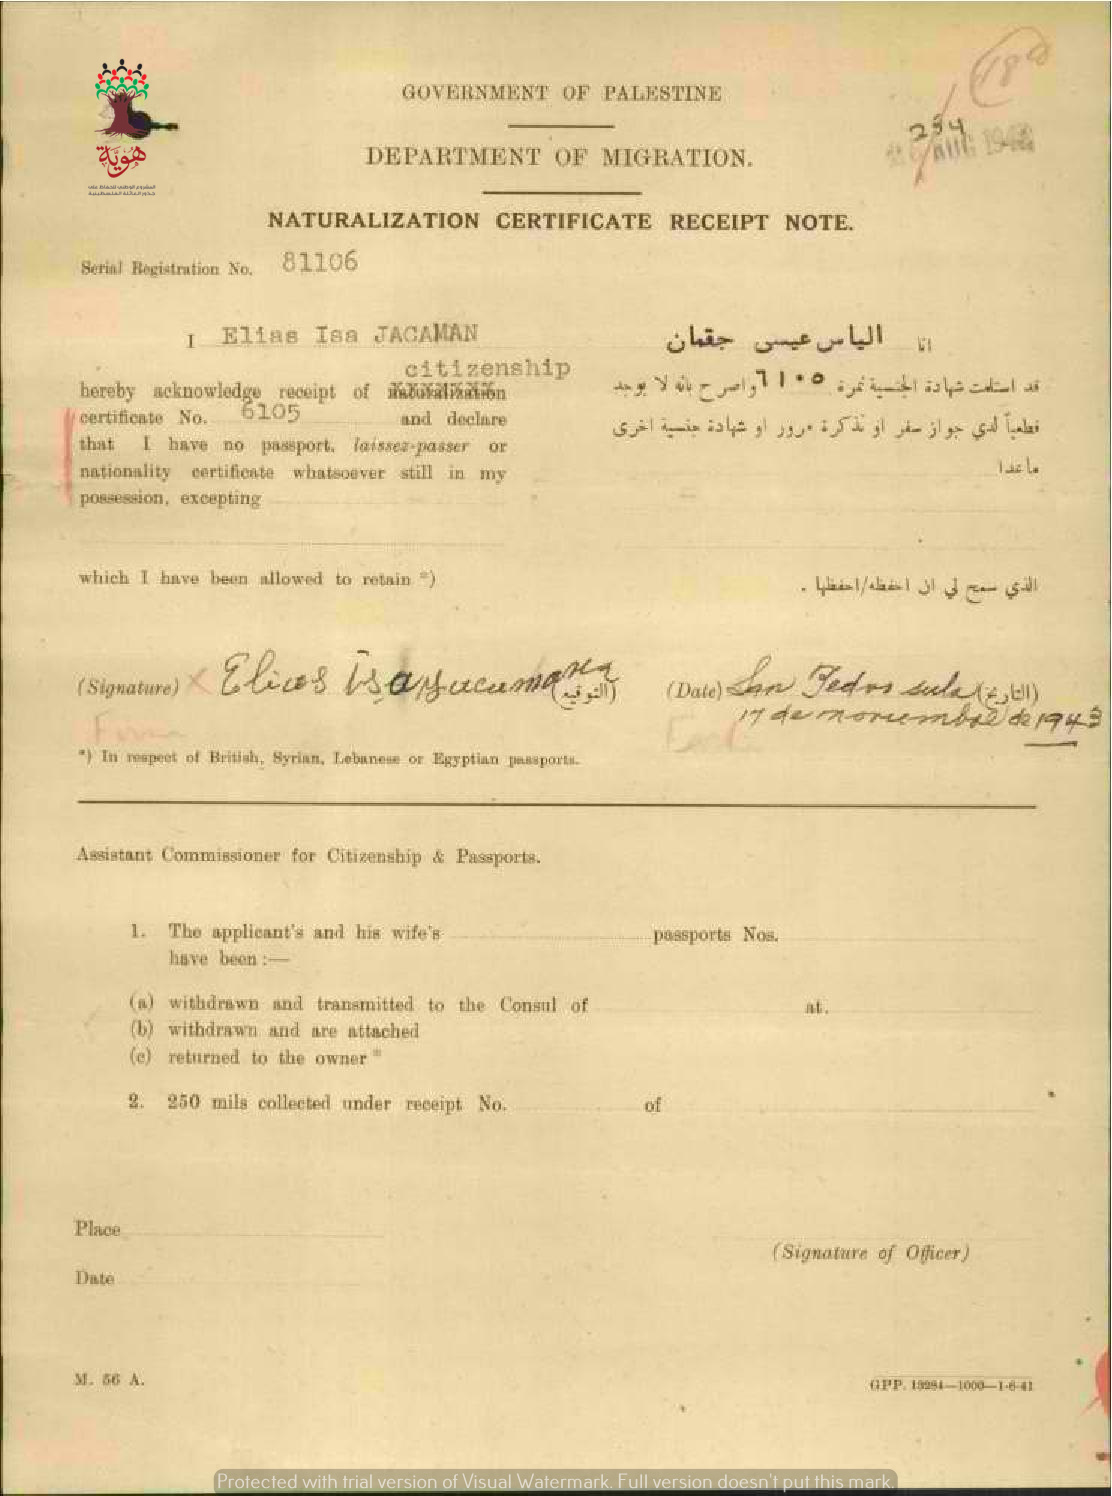 GOVERNMENT OF PALESTINE
254
AUG 194
DEPARTMENT OF MIGRATION.
هوية
NATURALIZATION CERTIFICATE RECEIPT NOTE.
Serial Registration No. 81106
I Elias Isa JACAMAN
انا الياس عيسى جقمان
citizenship
hereby acknowledge receipt of naturalization
certificate No. 6105 and declare
that I have no passport, laissez-passer or
nationality certificate whatsoever still in my
possession, excepting
قد استلمت شهادة الجنسية نمرة ٦١٠٥ واصرح بانه لا يوجد
قطعياً لدي جواز سفر او تذكرة مرور او شهادة جنسية اخرى
ما عدا
which I have been allowed to retain *)
الذي سمح لي ان احفظه/احفظها .
(Signature) X Elias Isa Yacaman (التوقيع)
(Date) San Pedro Sula (التاريخ)
17 de noviembre de 1943
Firma
*) In respect of British, Syrian, Lebanese or Egyptian passports.
Assistant Commissioner for Citizenship & Passports.
1. The applicant's and his wife's passports Nos.
have been :—
(a) withdrawn and transmitted to the Consul of at.
(b) withdrawn and are attached
(c) returned to the owner *
2. 250 mils collected under receipt No. of
Place
(Signature of Officer)
Date
M. 56 A.
GPP. 13284—1000—1-6-41
Protected with trial version of Visual Watermark. Full version doesn't put this mark.